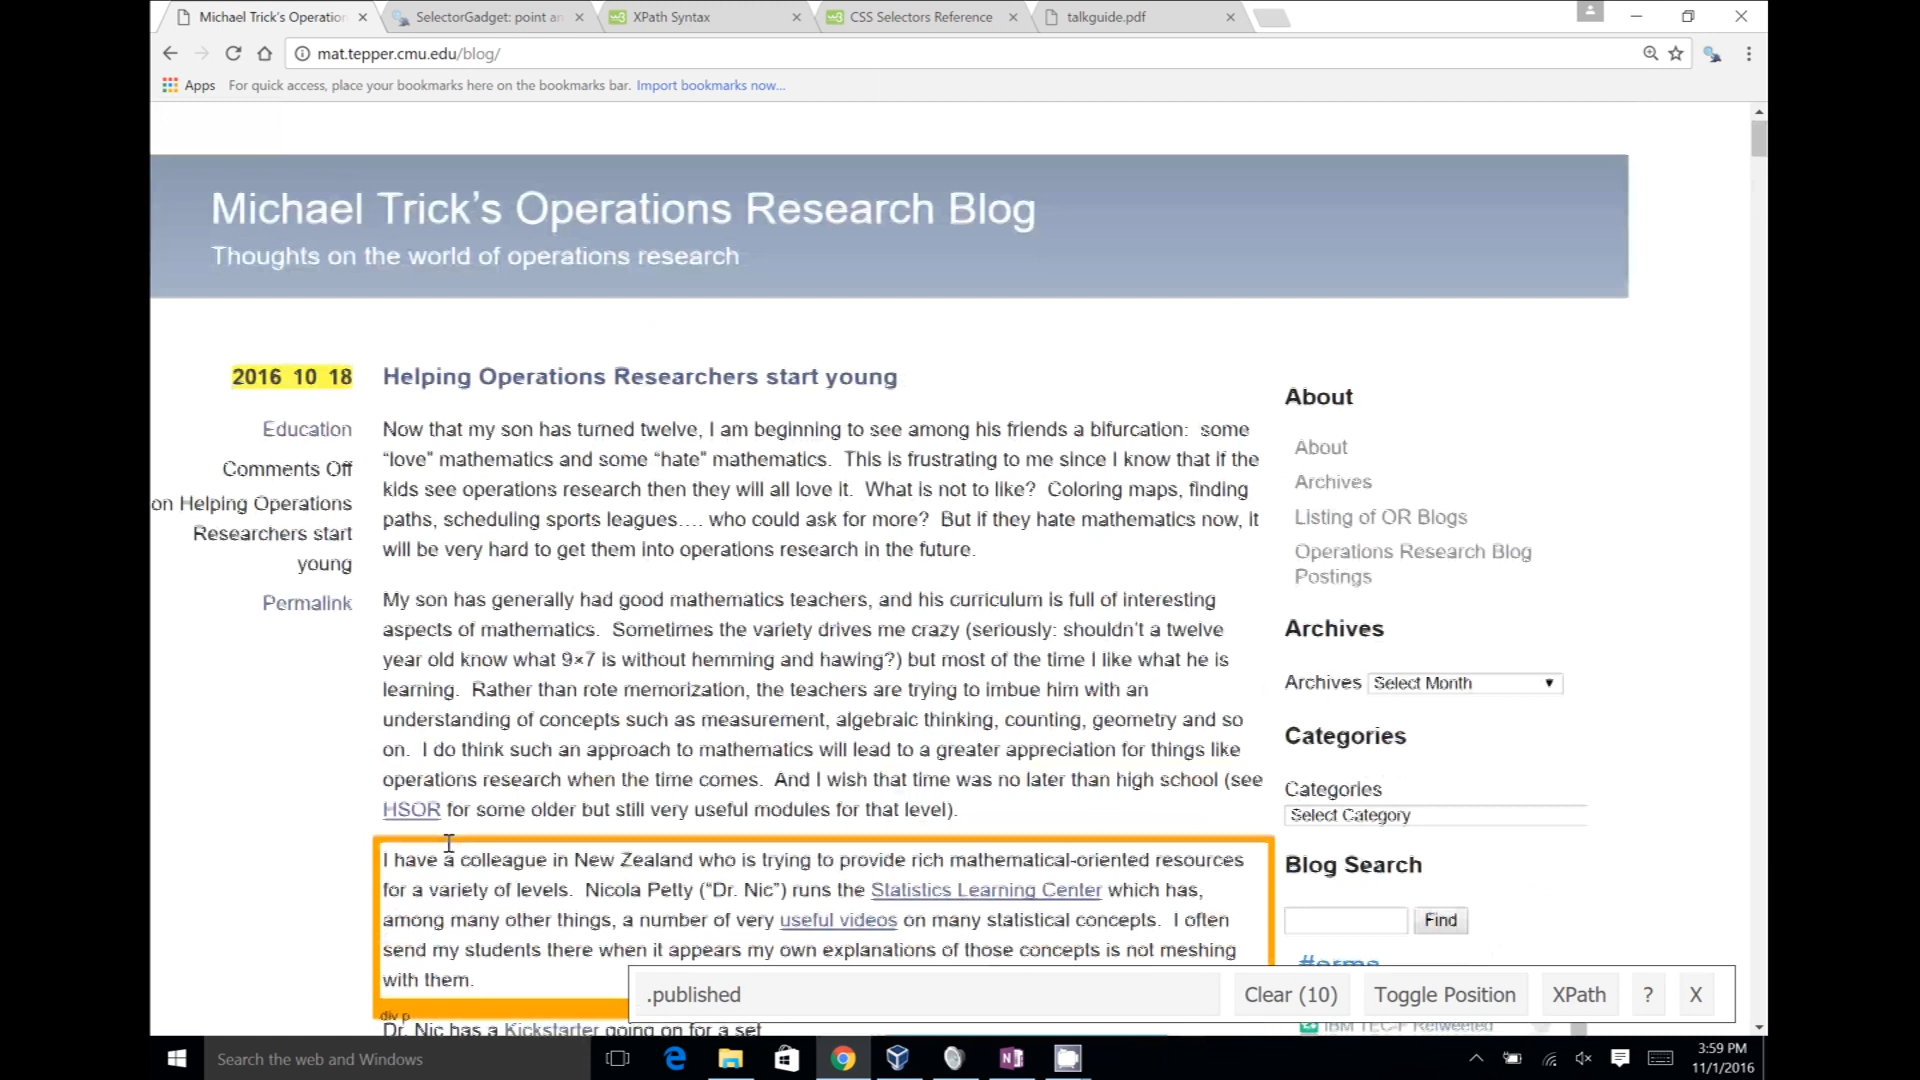 Michael Trick's Operation
SelectorGadget: point an
XPath Syntax
CSS Selectors Reference
talkguide.pdf
mat.tepper.cmu.edu/blog/
Apps
For quick access, place your bookmarks here on the bookmarks bar. Import bookmarks now...
Michael Trick's Operations Research Blog
Thoughts on the world of operations research
2016 10 18
Education
Comments Off
on Helping Operations
Researchers start
young
Permalink
Helping Operations Researchers start young
Now that my son has turned twelve, I am beginning to see among his friends a bifurcation: some
“love” mathematics and some “hate” mathematics. This is frustrating to me since I know that if the
kids see operations research then they will all love it. What is not to like? Coloring maps, finding
paths, scheduling sports leagues…. who could ask for more? But if they hate mathematics now, it
will be very hard to get them into operations research in the future.
My son has generally had good mathematics teachers, and his curriculum is full of interesting
aspects of mathematics. Sometimes the variety drives me crazy (seriously: shouldn't a twelve
year old know what 9×7 is without hemming and hawing?) but most of the time I like what he is
learning. Rather than rote memorization, the teachers are trying to imbue him with an
understanding of concepts such as measurement, algebraic thinking, counting, geometry and so
on. I do think such an approach to mathematics will lead to a greater appreciation for things like
operations research when the time comes. And I wish that time was no later than high school (see
HSOR for some older but still very useful modules for that level).
I have a colleague in New Zealand who is trying to provide rich mathematical-oriented resources
for a variety of levels. Nicola Petty (“Dr. Nic”) runs the Statistics Learning Center which has,
among many other things, a number of very useful videos on many statistical concepts. I often
send my students there when it appears my own explanations of those concepts is not meshing
with them.
div p
Dr. Nic has a Kickstarter going on for a set
About
About
Archives
Listing of OR Blogs
Operations Research Blog
Postings
Archives
Archives Select Month
Categories
Categories
Select Category
Blog Search
Find
#orms
IBM TEC-F Retweeted
.published
Clear (10)
Toggle Position
XPath
?
X
Search the web and Windows
3:59 PM
11/1/2016